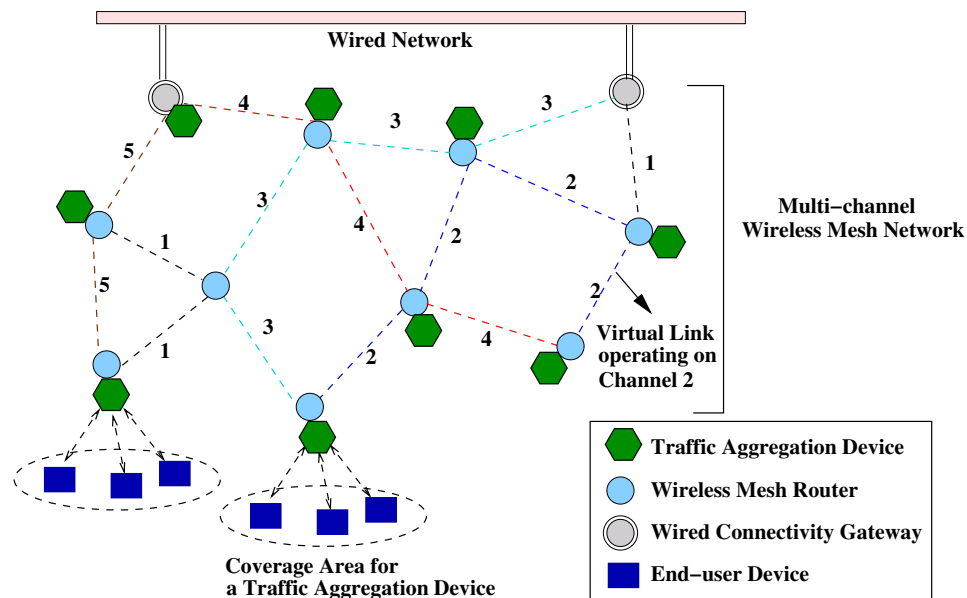 Wired Network
4
3
3
5
1
3
2
Multi−channel
Wireless Mesh Network
4
1
2
5
2
3
Virtual Link
operating on
Channel 2
1
2
4
Traffic Aggregation Device
Wireless Mesh Router
Wired Connectivity Gateway
End−user Device
Coverage Area for
a Traffic Aggregation Device